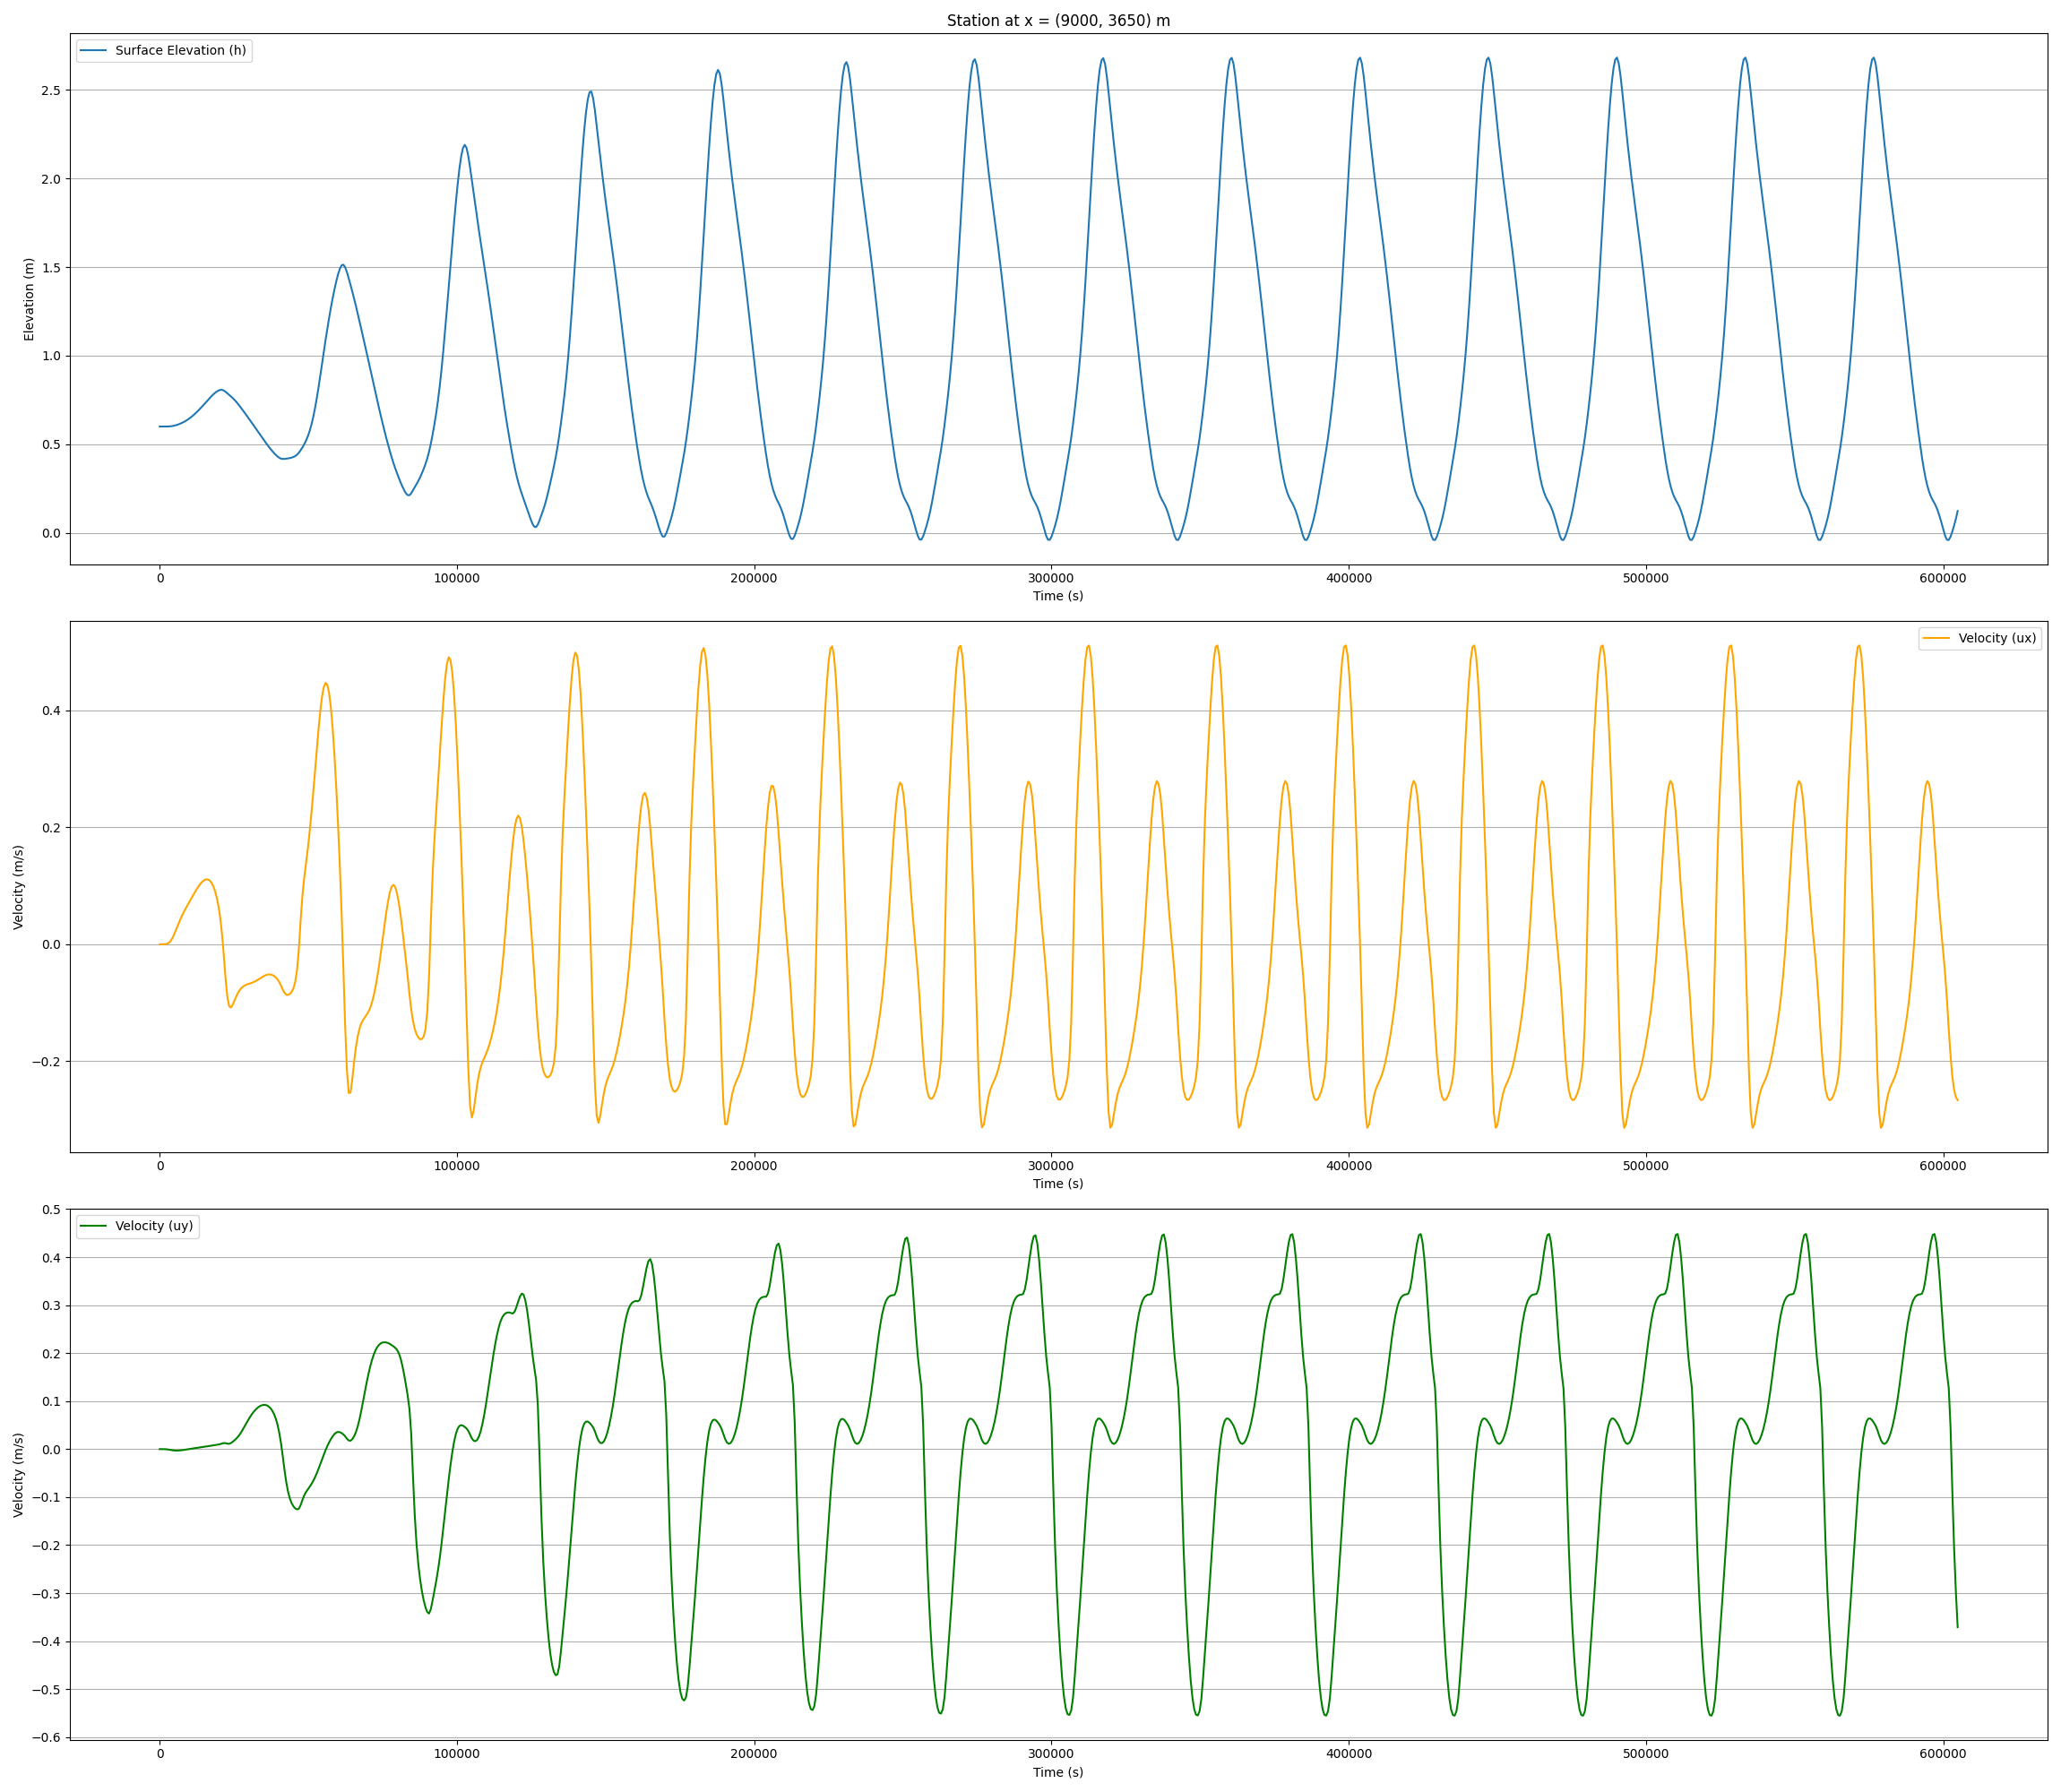 Station at x = (9000, 3650) m
Surface Elevation (h)
Elevation (m)
2.5
2.0
1.5
1.0
0.5
0.0
0 100000 200000 300000 400000 500000 600000
Time (s)
Velocity (ux)
Velocity (m/s)
0.4
0.2
0.0
−0.2
0 100000 200000 300000 400000 500000 600000
Time (s)
Velocity (uy)
Velocity (m/s)
0.5
0.4
0.3
0.2
0.1
0.0
−0.1
−0.2
−0.3
−0.4
−0.5
−0.6
0 100000 200000 300000 400000 500000 600000
Time (s)